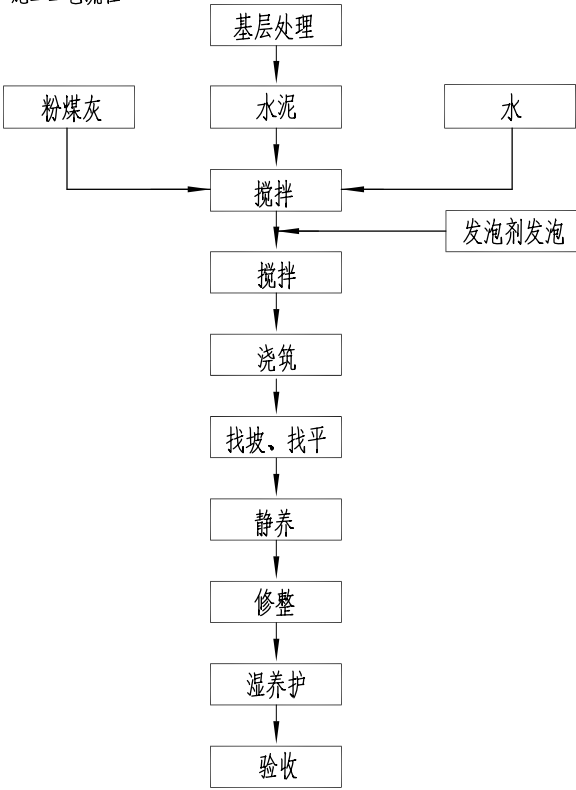 基层处理
粉煤灰
水泥
水
搅拌
发泡剂发泡
搅拌
浇筑
找坡、找平
静养
修整
湿养护
验收